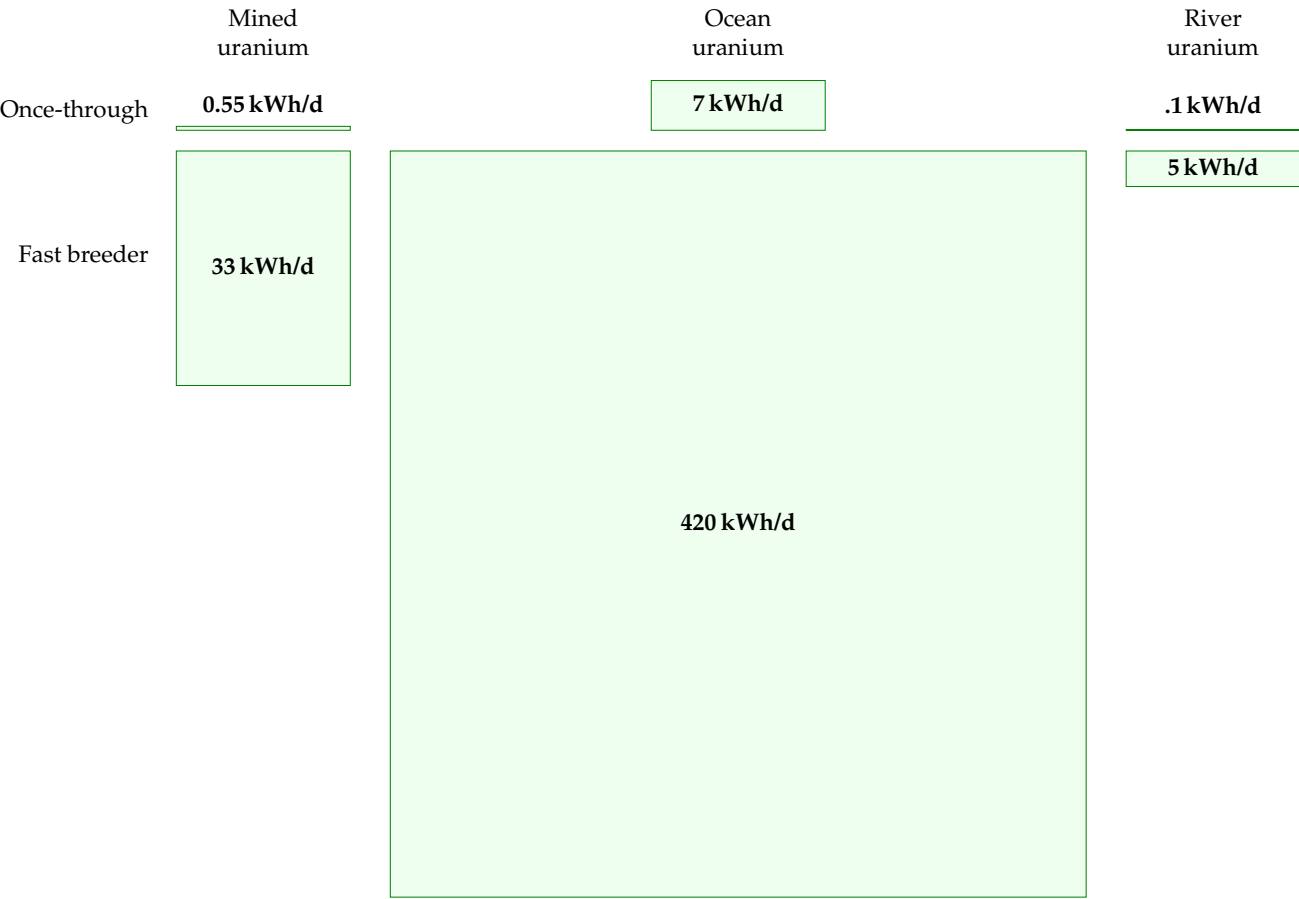 Mined
uranium
Ocean
uranium
River
uranium
Once-through
0.55 kWh/d
7 kWh/d
.1 kWh/d
Fast breeder
33 kWh/d
420 kWh/d
5 kWh/d